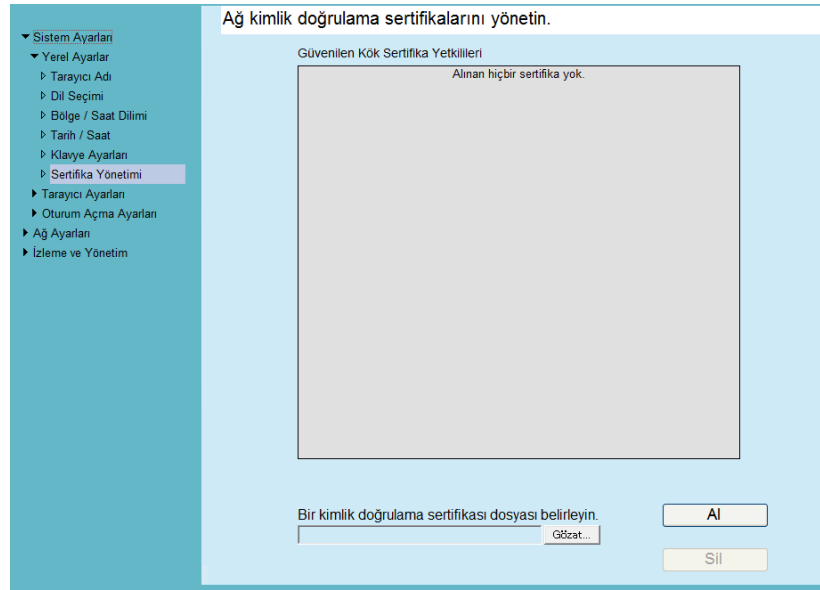 Ağ kimlik doğrulama sertifikalarını yönetin.
Sistem Ayarları
Yerel Ayarlar
Tarayıcı Adı
Dil Seçimi
Bölge / Saat Dilimi
Tarih / Saat
Klavye Ayarları
Sertifika Yönetimi
Tarayıcı Ayarları
Oturum Açma Ayarları
Ağ Ayarları
İzleme ve Yönetim
Güvenilen Kök Sertifika Yetkilileri
Alınan hiçbir sertifika yok.
Bir kimlik doğrulama sertifikası dosyası belirleyin.
Gözat...
Al
Sil